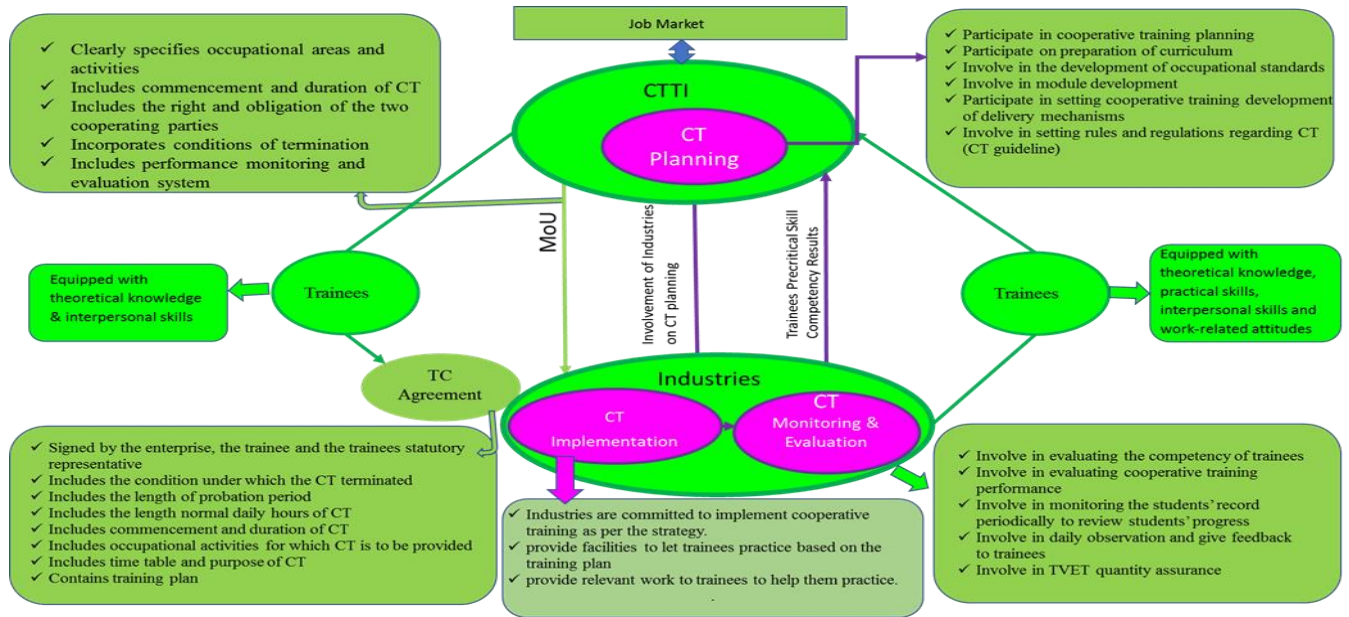 Job Market
✓ Clearly specifies occupational areas and
activities
✓ Includes commencement and duration of CT
✓ Includes the right and obligation of the two
cooperating parties
✓ Incorporates conditions of termination
✓ Includes performance monitoring and
evaluation system
CTTI
CT
Planning
✓ Participate in cooperative training planning
✓ Participate on preparation of curriculum
✓ Involve in the development of occupational standards
✓ Involve in module development
✓ Participate in setting cooperative training development
of delivery mechanisms
✓ Involve in setting rules and regulations regarding CT
(CT guideline)
MoU
Involvement of Industries
on CT planning
Trainees Precritical Skill
Competency Results
Equipped with
theoretical knowledge
& interpersonal skills
Trainees
Trainees
Equipped with
theoretical knowledge,
practical skills,
interpersonal skills and
work-related attitudes
TC
Agreement
Industries
CT
Implementation
CT
Monitoring &
Evaluation
✓ Signed by the enterprise, the trainee and the trainees statutory
representative
✓ Includes the condition under which the CT terminated
✓ Includes the length of probation period
✓ Includes the length normal daily hours of CT
✓ Includes commencement and duration of CT
✓ Includes occupational activities for which CT is to be provided
✓ Includes time table and purpose of CT
✓ Contains training plan
✓ Industries are committed to implement cooperative
training as per the strategy.
✓ provide facilities to let trainees practice based on the
training plan
✓ provide relevant work to trainees to help them practice.
.
✓ Involve in evaluating the competency of trainees
✓ Involve in evaluating cooperative training
performance
✓ Involve in monitoring the students' record
periodically to review students' progress
✓ Involve in daily observation and give feedback
to trainees
✓ Involve in TVET quantity assurance